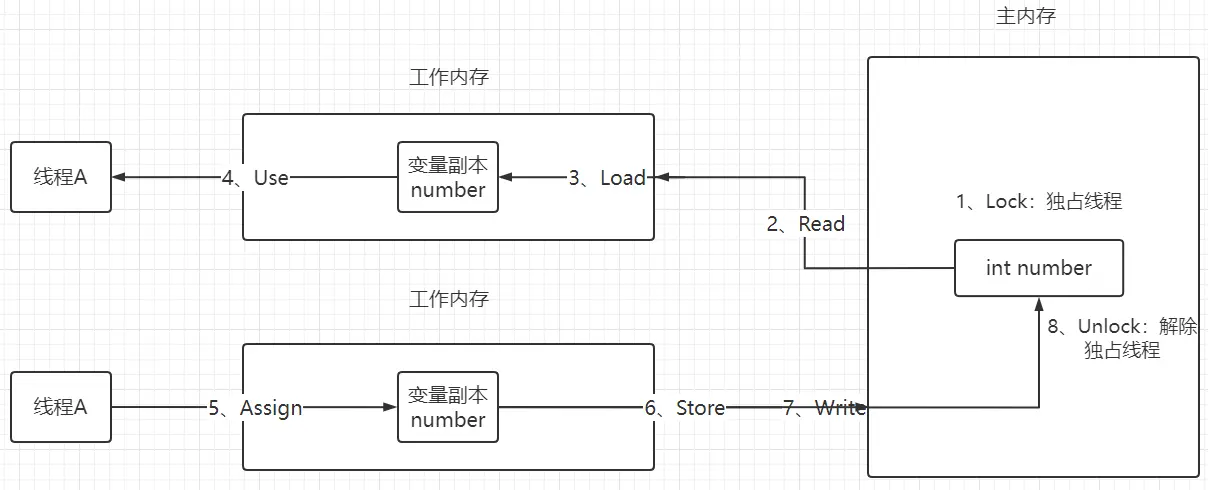 主内存
工作内存
线程A
4、Use
变量副本
number
3、Load
2、Read
1、Lock：独占线程
int number
工作内存
8、Unlock：解除
独占线程
线程A
5、Assign
变量副本
number
6、Store
7、Write